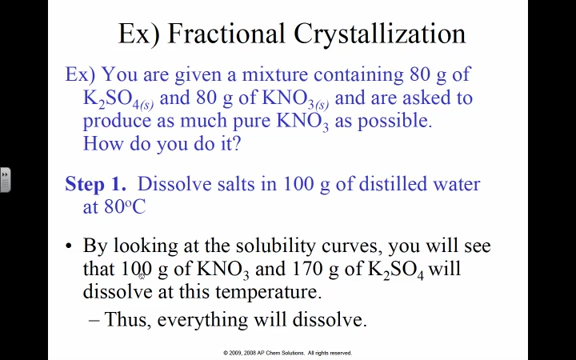 Ex) Fractional Crystallization
Ex) You are given a mixture containing 80 g of
K₂SO₄₍ₛ₎ and 80 g of KNO₃₍ₛ₎ and are asked to
produce as much pure KNO₃ as possible.
How do you do it?
Step 1. Dissolve salts in 100 g of distilled water
at 80°C
• By looking at the solubility curves, you will see
that 100 g of KNO₃ and 170 g of K₂SO₄ will
dissolve at this temperature.
– Thus, everything will dissolve.
© 2009, 2008 AP Chem Solutions. All rights reserved.